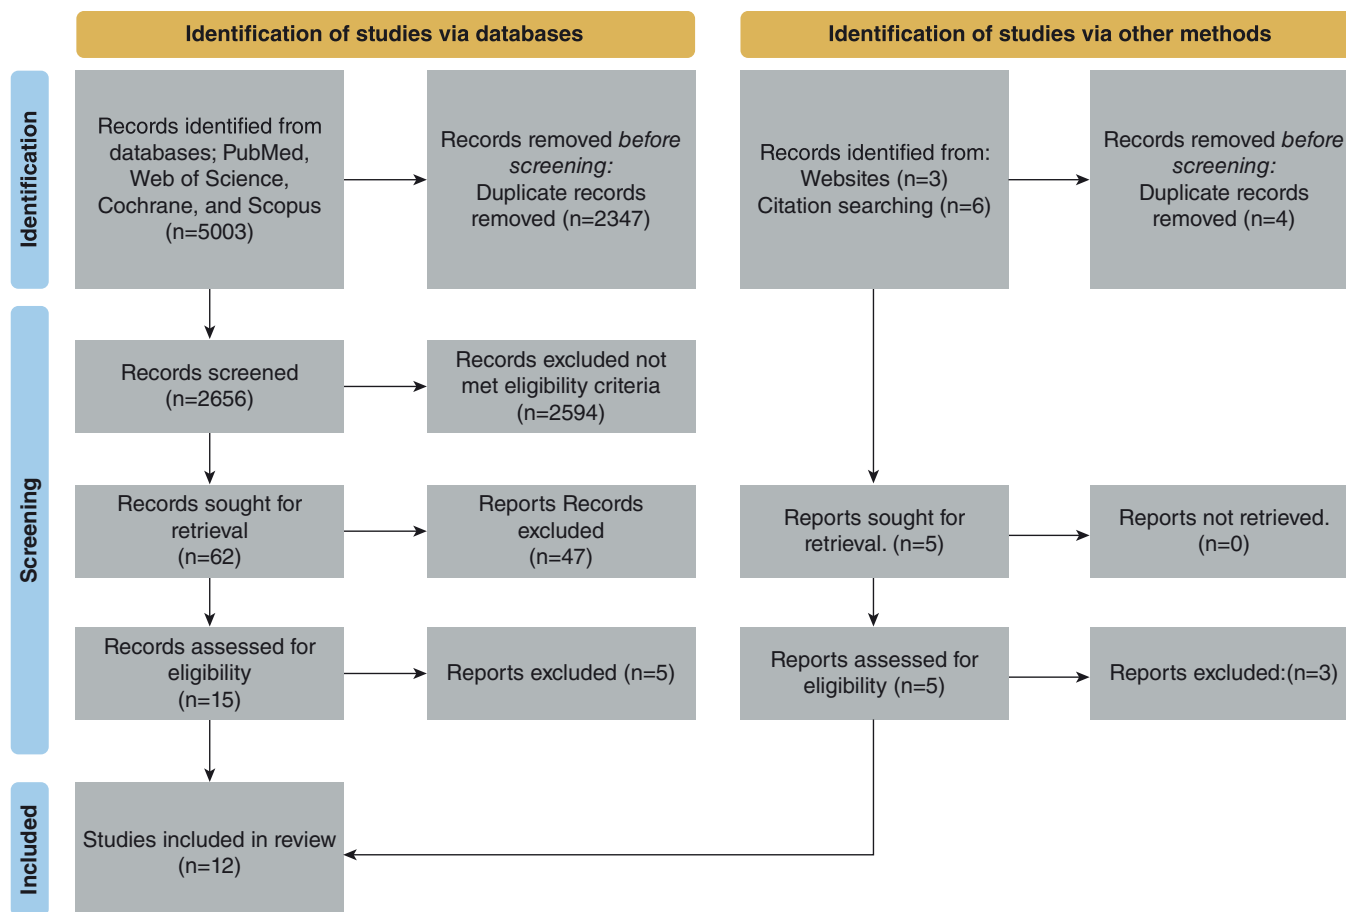 Identification of studies via databases
Identification of studies via other methods
Identification
Records identified from
databases; PubMed,
Web of Science,
Cochrane, and Scopus
(n=5003)
Records removed before
screening:
Duplicate records
removed (n=2347)
Records identified from:
Websites (n=3)
Citation searching (n=6)
Records removed before
screening:
Duplicate records
removed (n=4)
Screening
Records screened
(n=2656)
Records excluded not
met eligibility criteria
(n=2594)
Records sought for
retrieval
(n=62)
Reports Records
excluded
(n=47)
Reports sought for
retrieval. (n=5)
Reports not retrieved.
(n=0)
Records assessed for
eligibility
(n=15)
Reports excluded (n=5)
Reports assessed for
eligibility (n=5)
Reports excluded:(n=3)
Included
Studies included in review
(n=12)